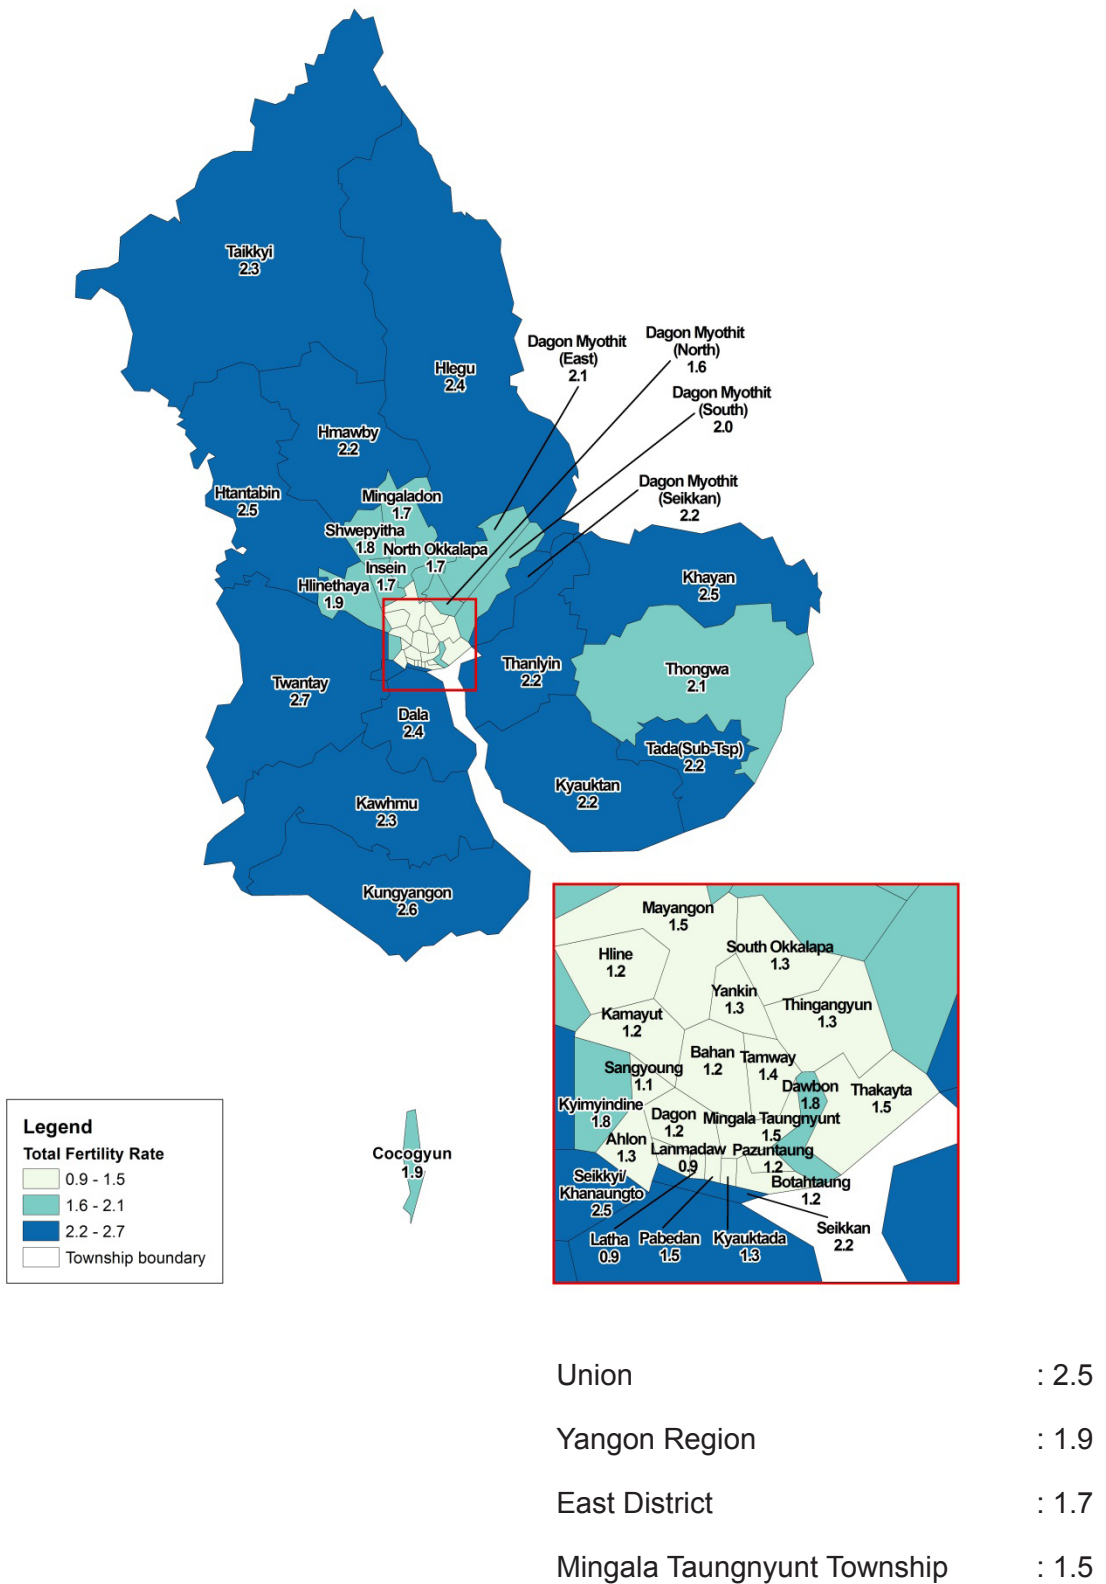 Taikkyi
2.3
Hlegu
2.4
Dagon Myothit
(East)
2.1
Dagon Myothit
(North)
1.6
Dagon Myothit
(South)
2.0
Dagon Myothit
(Seikkan)
2.2
Hmawby
2.2
Htantabin
2.5
Mingaladon
1.7
Shwepyitha
1.8
North Okkalapa
1.7
Insein
1.7
Hlinethaya
1.9
Khayan
2.5
Thanlyin
2.2
Thongwa
2.1
Twantay
2.7
Dala
2.4
Tada(Sub-Tsp)
2.2
Kyauktan
2.2
Kawhmu
2.3
Kungyangon
2.6
Mayangon
1.5
South Okkalapa
1.3
Hline
1.2
Yankin
1.3
Thingangyun
1.3
Kamayut
1.2
Bahan
1.2
Tamway
1.4
Sangyoung
1.1
Dawbon
1.8
Thakayta
1.5
Kyimyindine
1.8
Dagon
1.2
Mingala Taungnyunt
1.5
Ahlon
1.3
Lanmadaw
0.9
Pazuntaung
1.2
Seikkyi/
Khanaungto
2.5
Botahtaung
1.2
Latha
0.9
Pabedan
1.5
Kyauktada
1.3
Seikkan
2.2
Cocogyun
1.9
Legend
Total Fertility Rate
0.9 - 1.5
1.6 - 2.1
2.2 - 2.7
Township boundary
Union : 2.5
Yangon Region : 1.9
East District : 1.7
Mingala Taungnyunt Township : 1.5